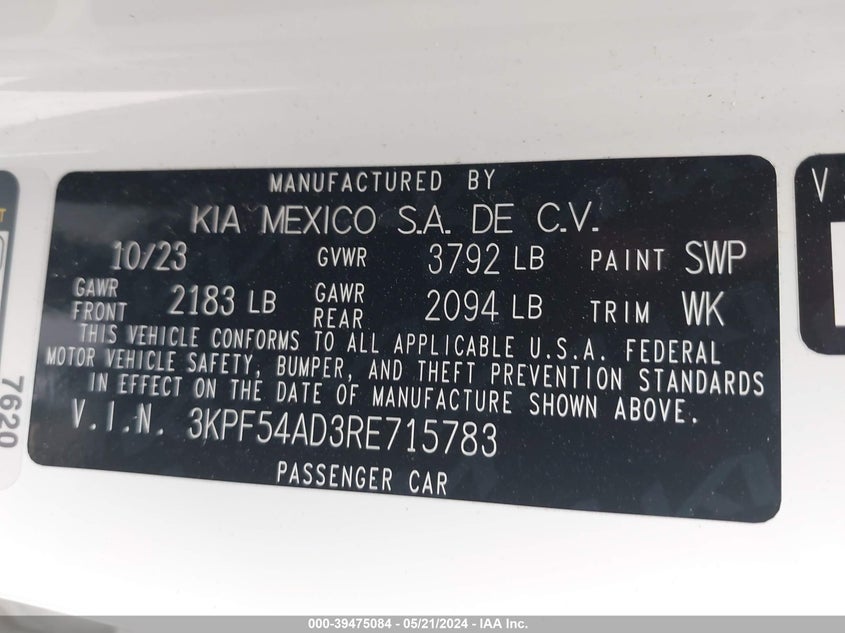 MANUFACTURED BY
KIA MEXICO S.A. DE C.V.
10/23 GVWR 3792 LB PAINT SWP
GAWR FRONT 2183 LB GAWR REAR 2094 LB TRIM WK
THIS VEHICLE CONFORMS TO ALL APPLICABLE U.S.A. FEDERAL
MOTOR VEHICLE SAFETY, BUMPER, AND THEFT PREVENTION STANDARDS
IN EFFECT ON THE DATE OF MANUFACTURE SHOWN ABOVE.
V.I.N. 3KPF54AD3RE715783
PASSENGER CAR
7620
V
000-39475084 - 05/21/2024 - IAA Inc.